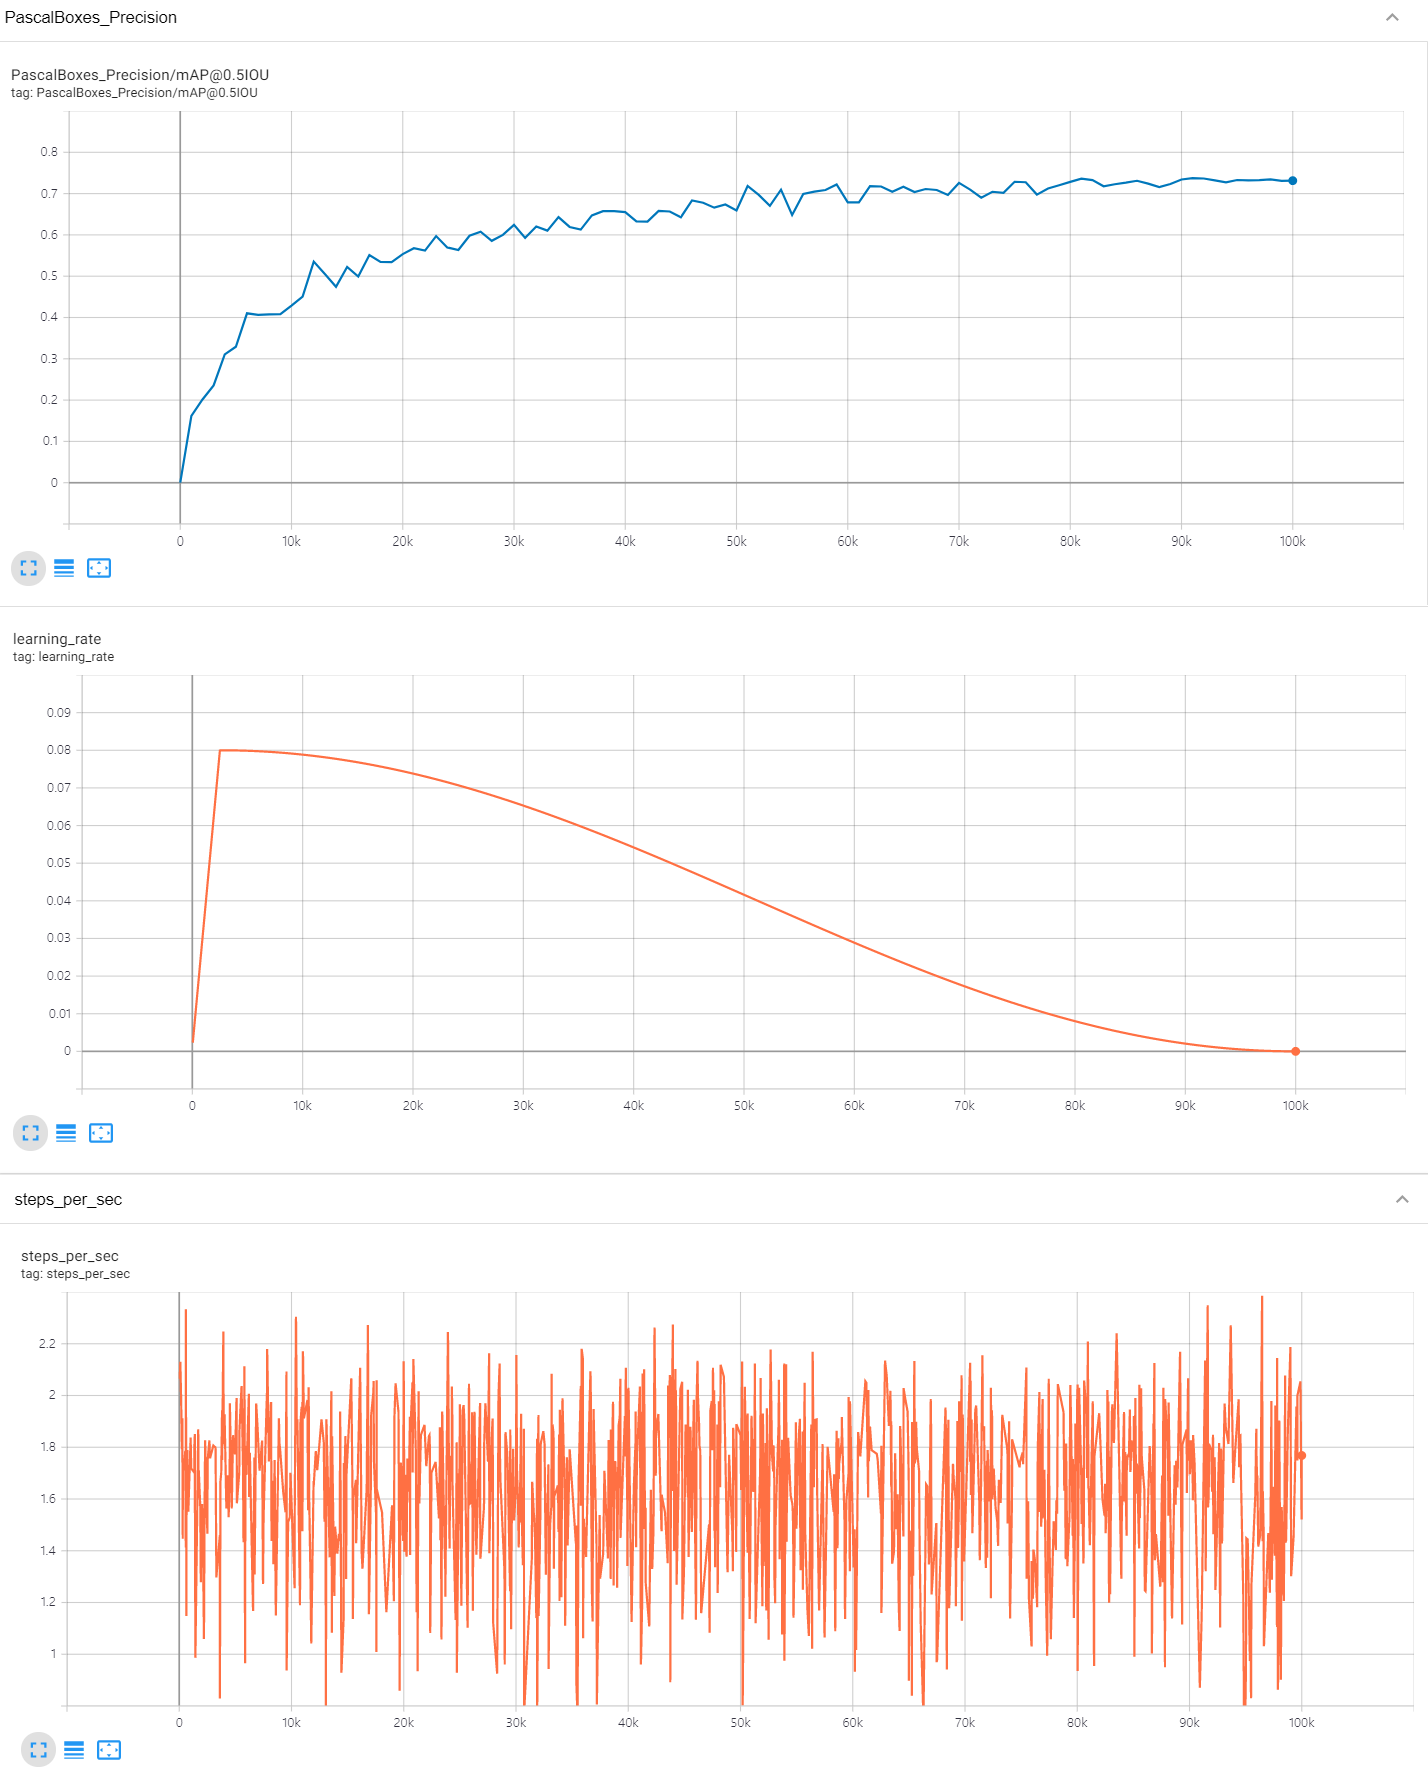 PascalBoxes_Precision
PascalBoxes_Precision/mAP@0.5IOU
tag: PascalBoxes_Precision/mAP@0.5IOU
0.8
0.7
0.6
0.5
0.4
0.3
0.2
0.1
0
0 10k 20k 30k 40k 50k 60k 70k 80k 90k 100k
learning_rate
tag: learning_rate
0.09
0.08
0.07
0.06
0.05
0.04
0.03
0.02
0.01
0
0 10k 20k 30k 40k 50k 60k 70k 80k 90k 100k
steps_per_sec
steps_per_sec
tag: steps_per_sec
2.2
2
1.8
1.6
1.4
1.2
1
0 10k 20k 30k 40k 50k 60k 70k 80k 90k 100k